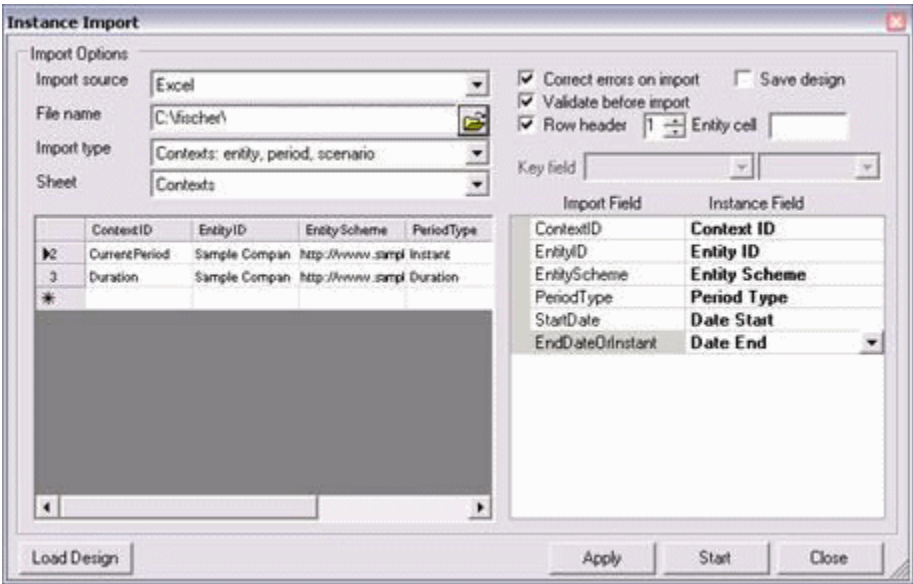 Instance Import
Import Options
Import source Excel
File name C:\fischer\
Import type Contexts: entity, period, scenario
Sheet Contexts
Correct errors on import Save design
Validate before import
Row header 1 Entity cell
Key field
ContextID EntityID EntityScheme PeriodType
2 CurrentPeriod Sample Compan http://www.sampl Instant
3 Duration Sample Compan http://www.sampl Duration
Import Field Instance Field
ContextID Context ID
EntityID Entity ID
EntityScheme Entity Scheme
PeriodType Period Type
StartDate Date Start
EndDateOrInstant Date End
Load Design Apply Start Close